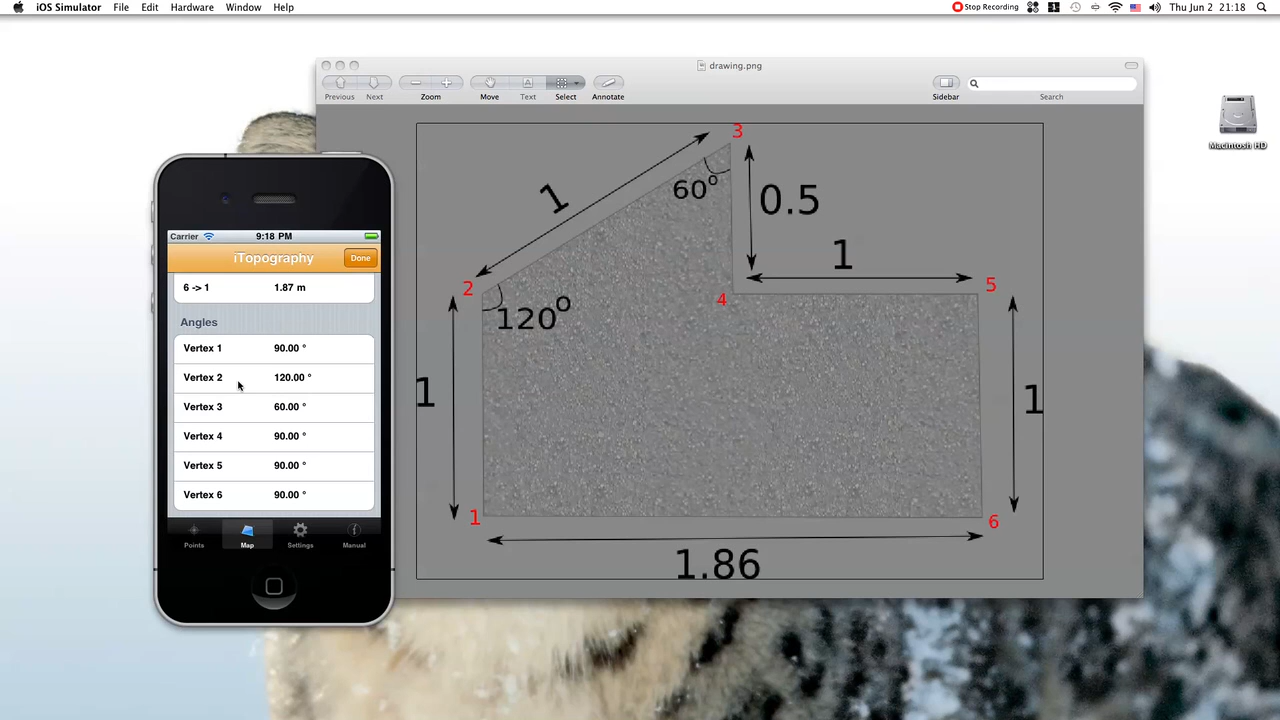 iOS Simulator File Edit Hardware Window Help Stop Recording 1 Thu Jun 2 21:18
drawing.png
Previous Next Zoom Move Text Select Annotate Sidebar Search
Macintosh HD
Carrier 9:18 PM
iTopography Done
6 -> 1 1.87 m
Angles
Vertex 1 90.00 °
Vertex 2 120.00 °
Vertex 3 60.00 °
Vertex 4 90.00 °
Vertex 5 90.00 °
Vertex 6 90.00 °
Points Map Settings Manual
3
1
60o
0.5
1
2
4
5
120o
1
1
1
6
1.86